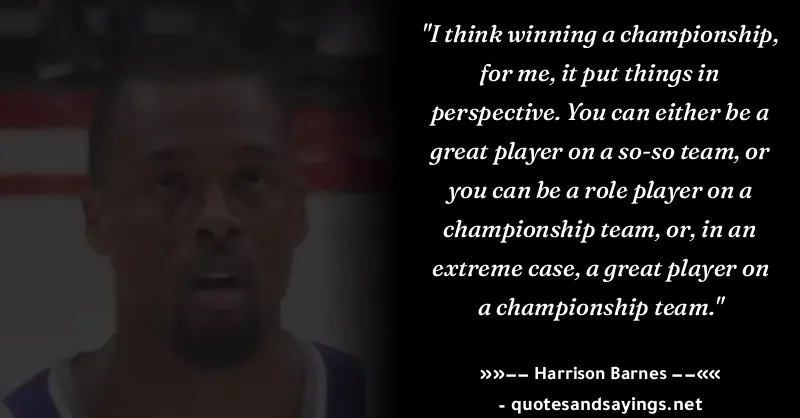 "I think winning a championship,
for me, it put things in
perspective. You can either be a
great player on a so-so team, or
you can be a role player on a
championship team, or, in an
extreme case, a great player on
a championship team."
»»−− Harrison Barnes −−««
- quotesandsayings.net